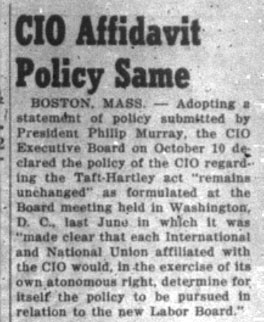 CIO Affidavit
Policy Same
BOSTON, MASS. — Adopting a
statement of policy submitted by
President Philip Murray, the CIO
Executive Board on October 10 de-
clared the policy of the CIO regard-
ing the Taft-Hartley act "remains
unchanged" as formulated at the
Board meeting held in Washington,
D. C., last June in which it was
"made clear that each International
and National Union affiliated with
the CIO would, in the exercise of its
own atonomous right, determine for
itself the policy to be pursued in
relation to the new Labor Board."